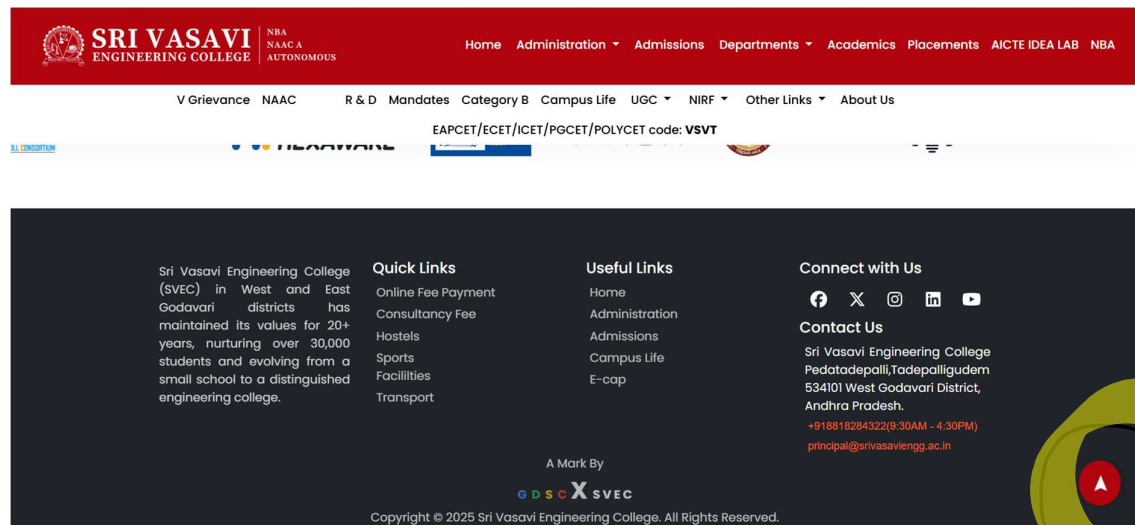 SRI VASAVI
ENGINEERING COLLEGE
NBA
NAAC A
AUTONOMOUS
Home Administration Admissions Departments Academics Placements AICTE IDEA LAB NBA
V Grievance NAAC R & D Mandates Category B Campus Life UGC NIRF Other Links About Us
EAPCET/ECET/ICET/PGCET/POLYCET code: VSVT
HEXAWARE
Sri Vasavi Engineering College
(SVEC) in West and East
Godavari districts has
maintained its values for 20+
years, nurturing over 30,000
students and evolving from a
small school to a distinguished
engineering college.
Quick Links
Online Fee Payment
Consultancy Fee
Hostels
Sports
Facililties
Transport
Useful Links
Home
Administration
Admissions
Campus Life
E-cap
Connect with Us
Contact Us
Sri Vasavi Engineering College
Pedatadepalli,Tadepalligudem
534101 West Godavari District,
Andhra Pradesh.
+918818284322(9:30AM - 4:30PM)
principal@srivasaviengg.ac.in
A Mark By
GDSC X SVEC
Copyright © 2025 Sri Vasavi Engineering College. All Rights Reserved.